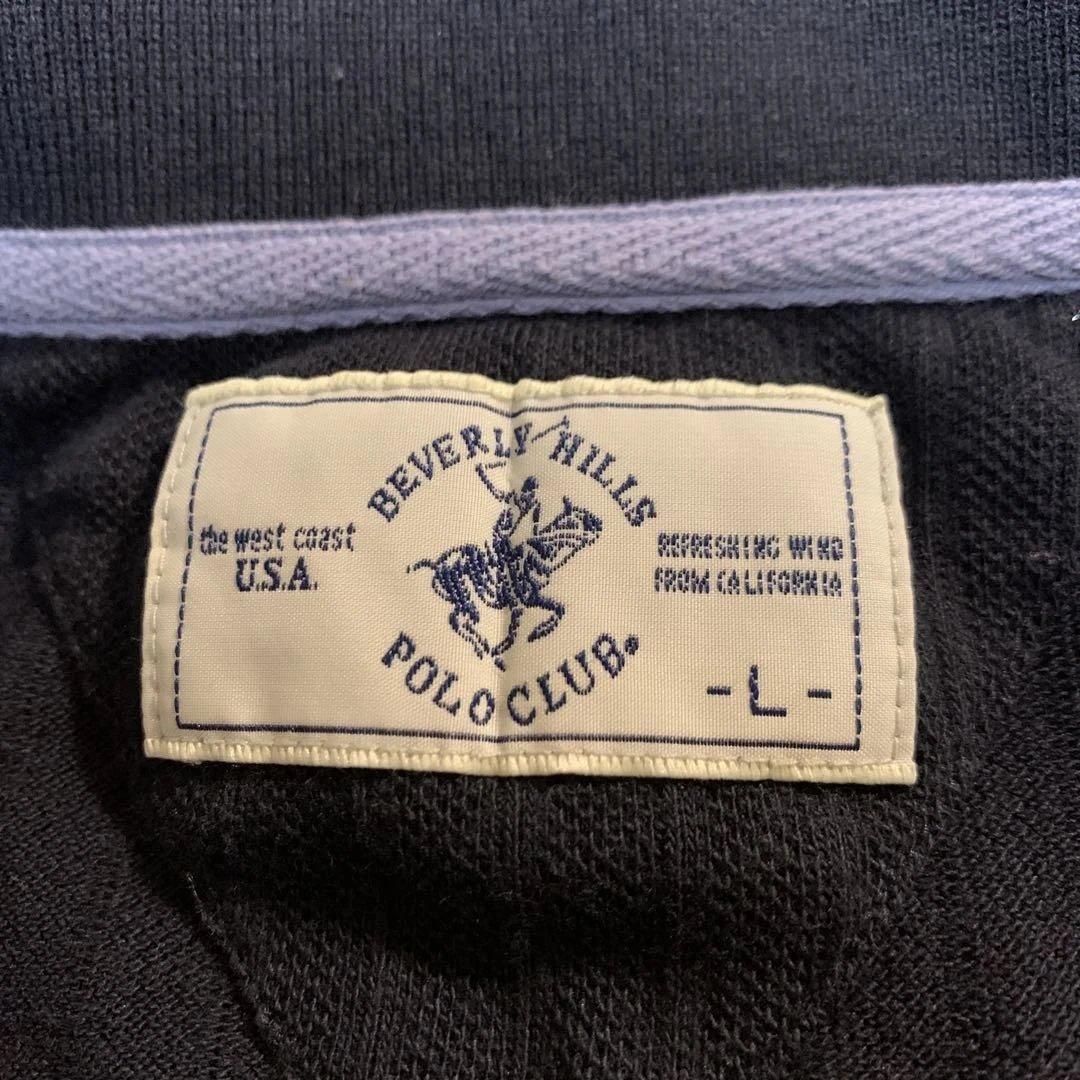 BEVERLY HILLS
the west coast
U.S.A.
REFRESHING WIND
FROM CALIFORNIA
POLO CLUB.
- L -